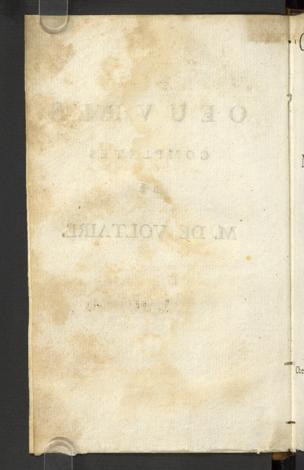 OEUVRES
COMPLETES
DE
M. DE VOLTAIRE.